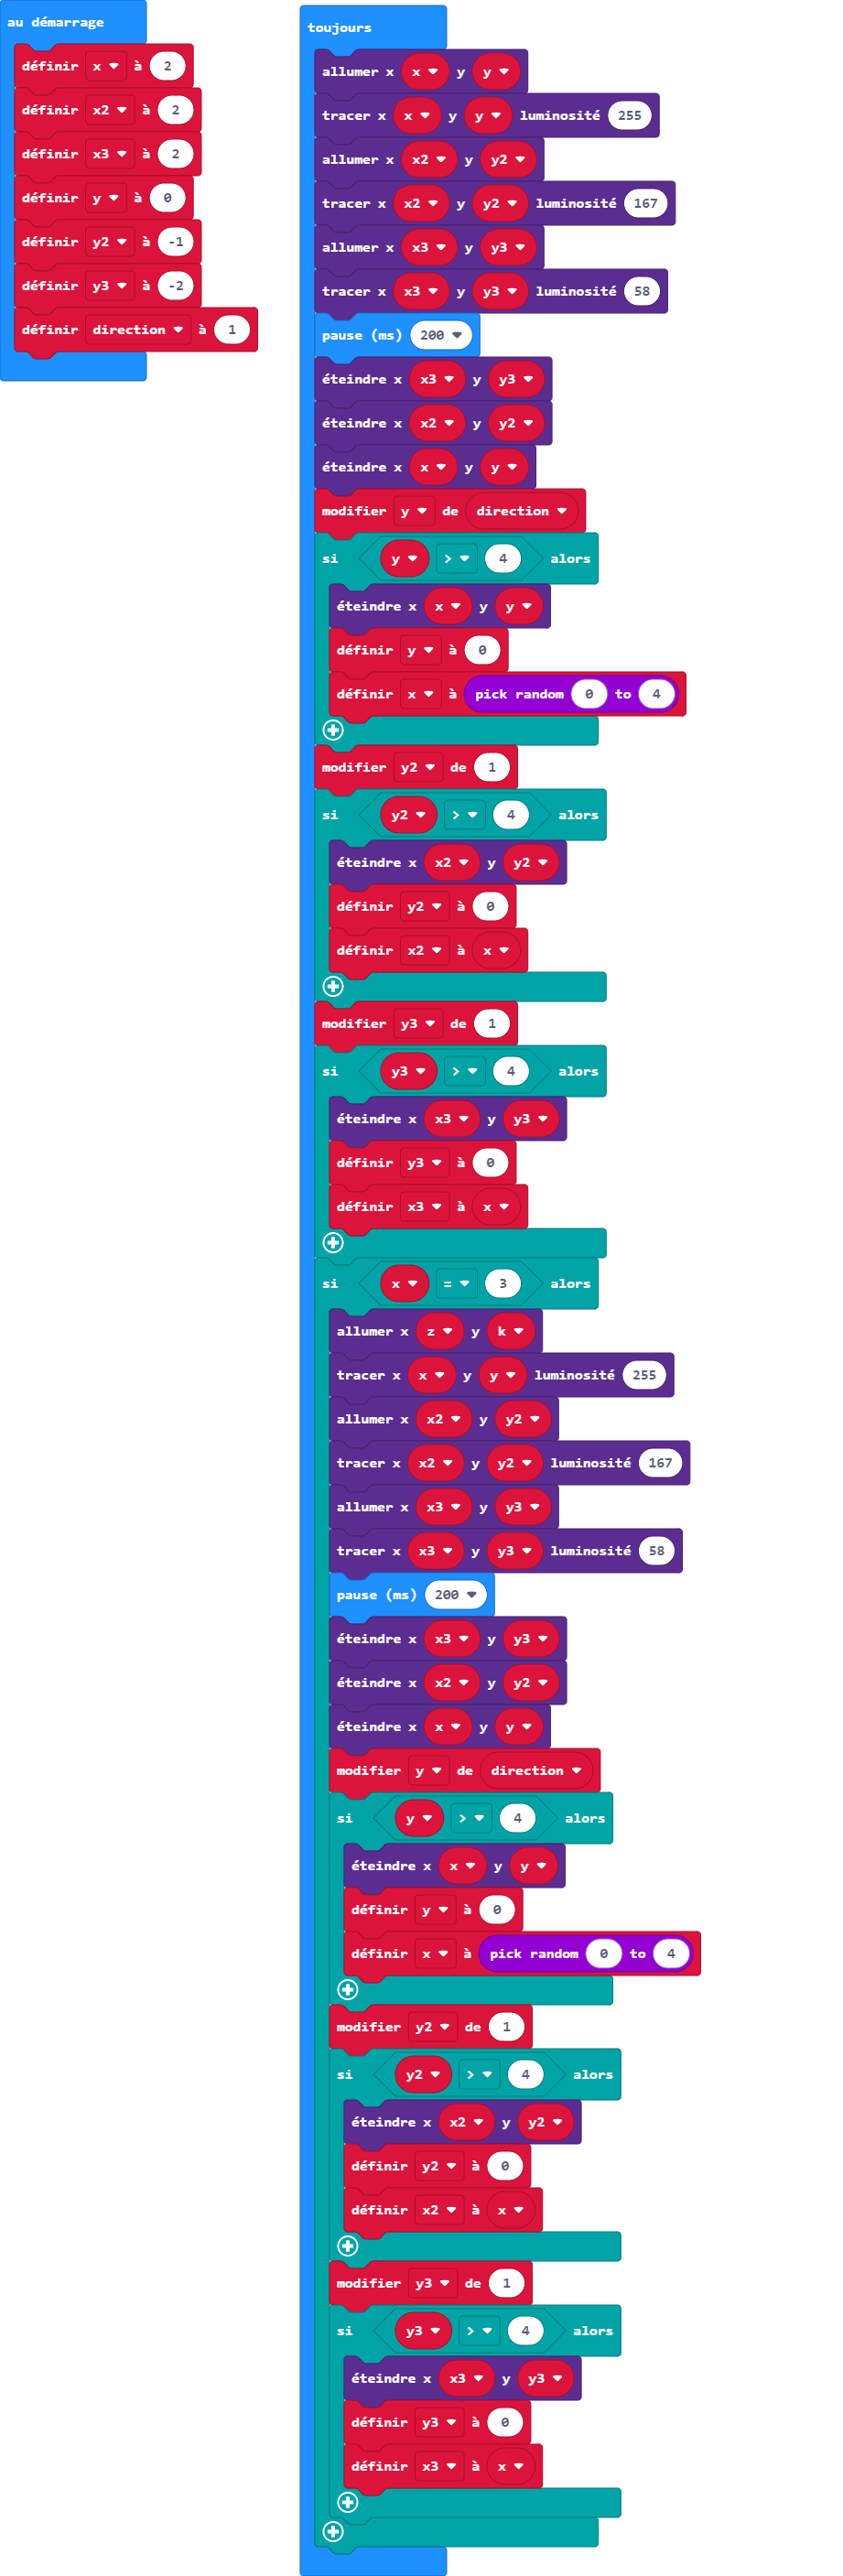 au démarrage
définir x à 2
définir x2 à 2
définir x3 à 2
définir y à 0
définir y2 à -1
définir y3 à -2
définir direction à 1
toujours
allumer x x y y
tracer x x y y luminosité 255
allumer x x2 y y2
tracer x x2 y y2 luminosité 167
allumer x x3 y y3
tracer x x3 y y3 luminosité 58
pause (ms) 200
éteindre x x3 y y3
éteindre x x2 y y2
éteindre x x y y
modifier y de direction
si y > 4 alors
éteindre x x y y
définir y à 0
définir x à pick random 0 to 4
modifier y2 de 1
si y2 > 4 alors
éteindre x x2 y y2
définir y2 à 0
définir x2 à x
modifier y3 de 1
si y3 > 4 alors
éteindre x x3 y y3
définir y3 à 0
définir x3 à x
si x = 3 alors
allumer x z y k
tracer x x y y luminosité 255
allumer x x2 y y2
tracer x x2 y y2 luminosité 167
allumer x x3 y y3
tracer x x3 y y3 luminosité 58
pause (ms) 200
éteindre x x3 y y3
éteindre x x2 y y2
éteindre x x y y
modifier y de direction
si y > 4 alors
éteindre x x y y
définir y à 0
définir x à pick random 0 to 4
modifier y2 de 1
si y2 > 4 alors
éteindre x x2 y y2
définir y2 à 0
définir x2 à x
modifier y3 de 1
si y3 > 4 alors
éteindre x x3 y y3
définir y3 à 0
définir x3 à x